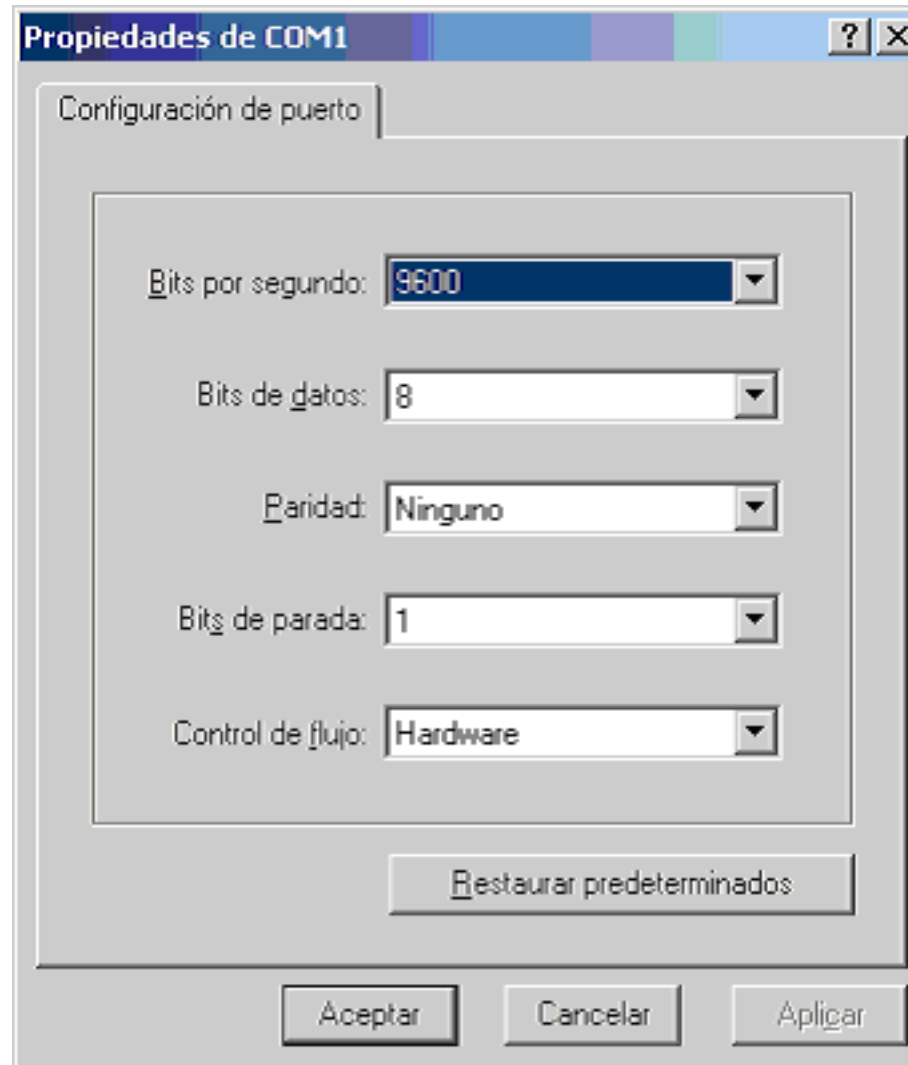 Propiedades de COM1
Configuración de puerto
Bits por segundo: 9600
Bits de datos: 8
Paridad: Ninguno
Bits de parada: 1
Control de flujo: Hardware
Restaurar predeterminados
Aceptar Cancelar Aplicar